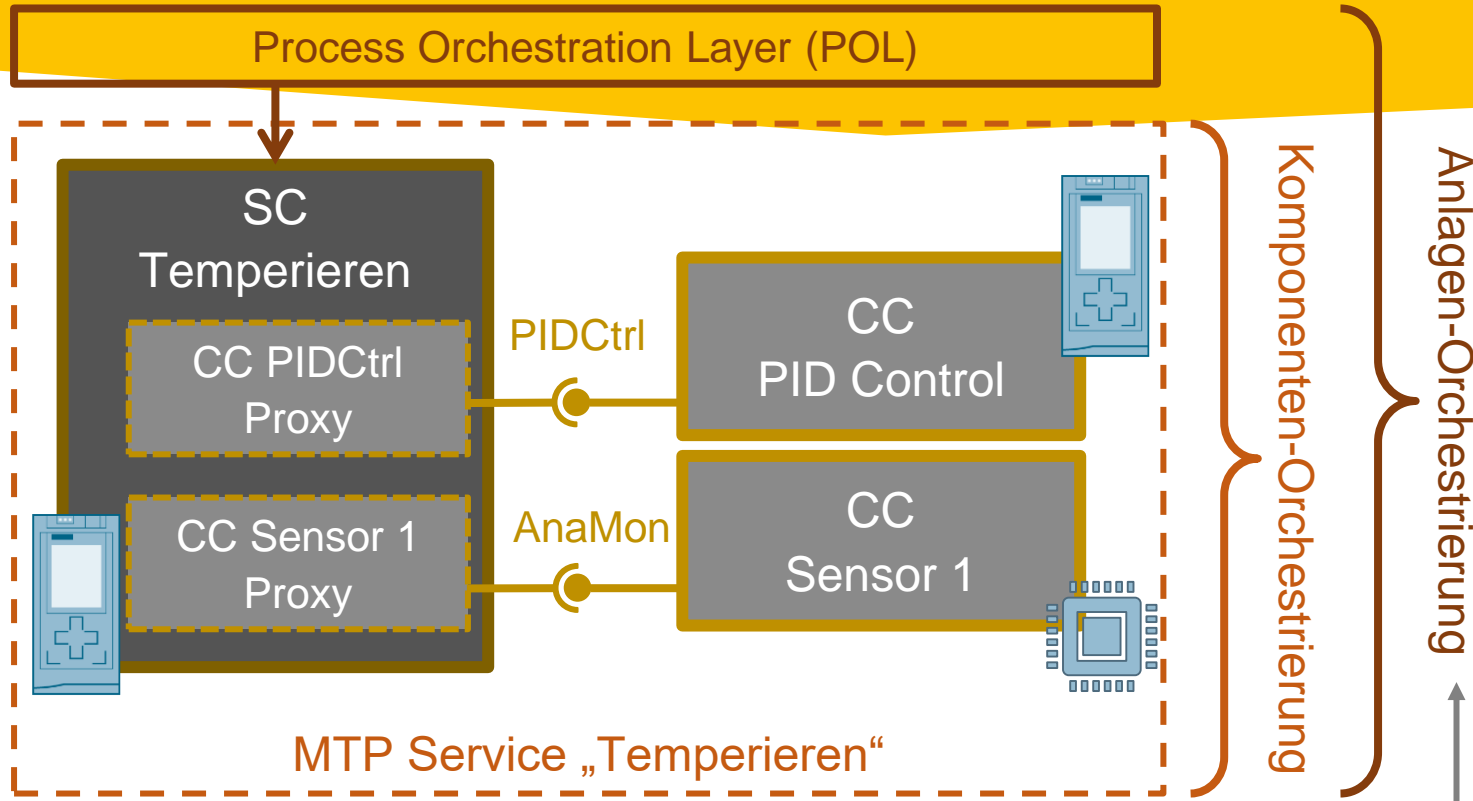 Process Orchestration Layer (POL)
SC
Temperieren
CC PIDCtrl
Proxy
PIDCtrl
CC
PID Control
CC Sensor 1
Proxy
AnaMon
CC
Sensor 1
MTP Service „Temperieren“
Komponenten-Orchestrierung
Anlagen-Orchestrierung